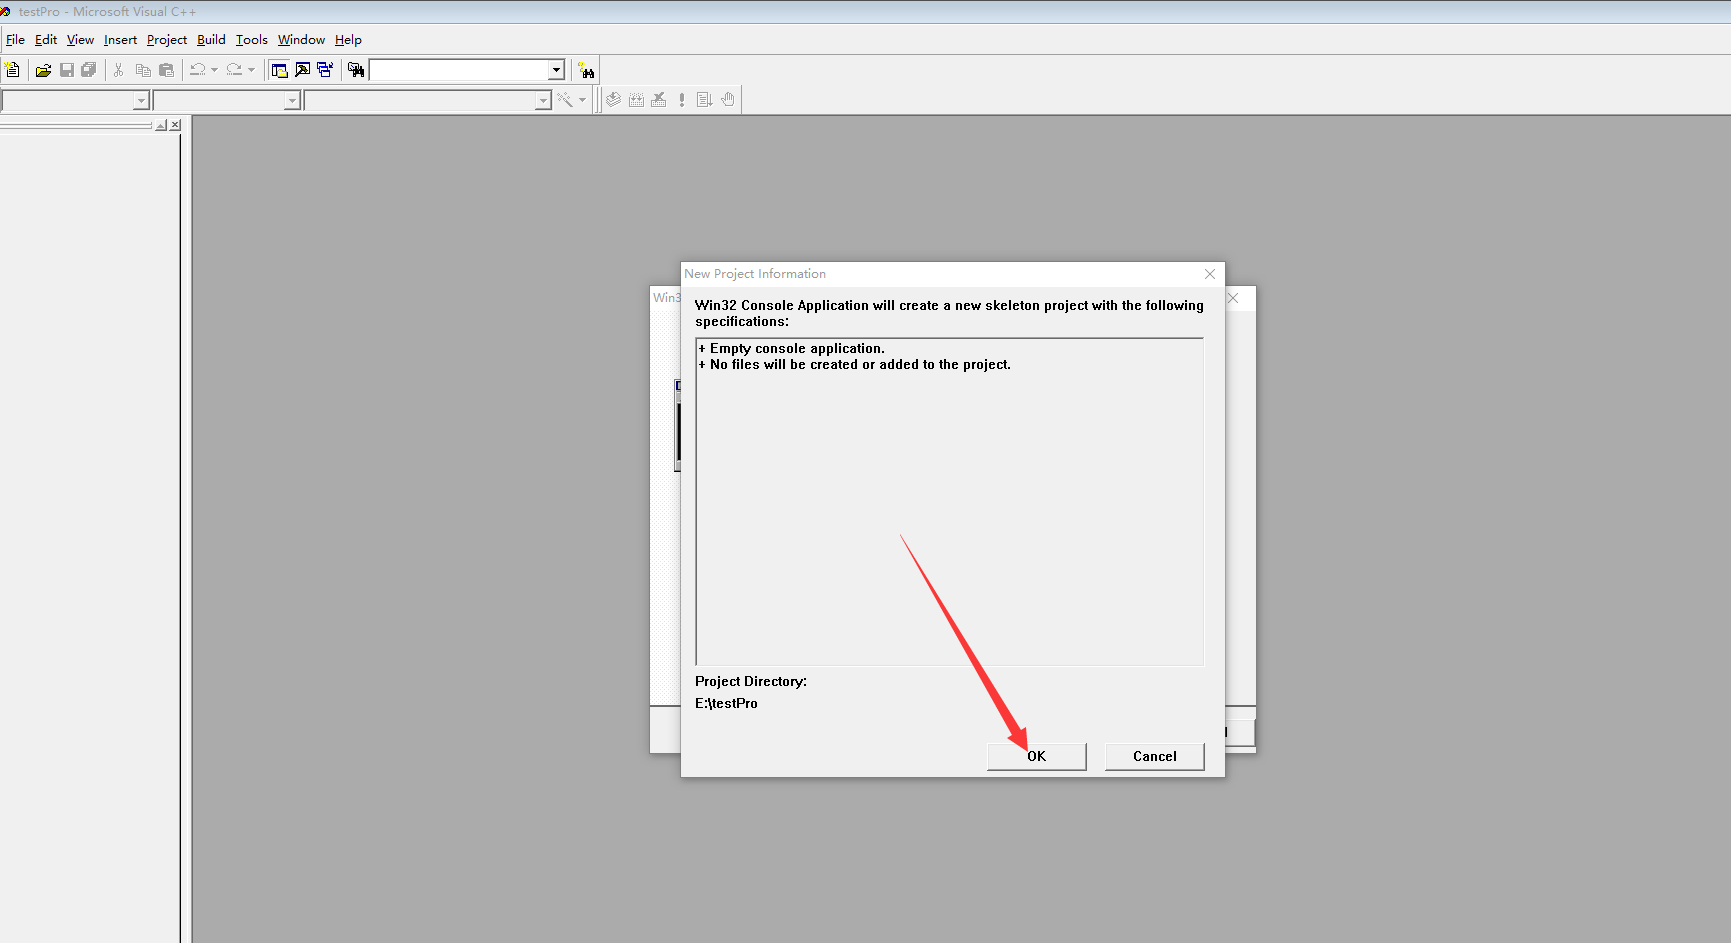 testPro - Microsoft Visual C++
File Edit View Insert Project Build Tools Window Help
New Project Information
Win3
Win32 Console Application will create a new skeleton project with the following
specifications:
+ Empty console application.
+ No files will be created or added to the project.
Project Directory:
E:\testPro
OK Cancel